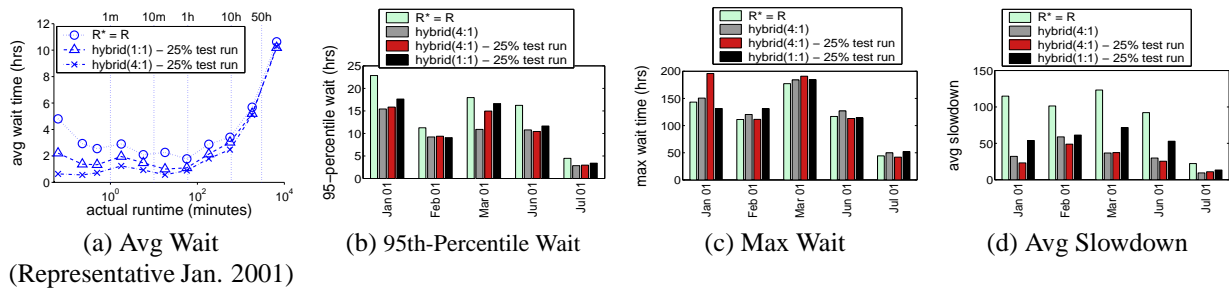 1m 10m 1h 10h 50h
12
10
8
6
4
2
0
avg wait time (hrs)
R* = R
hybrid(1:1) – 25% test run
hybrid(4:1) – 25% test run
10^0 10^2 10^4
actual runtime (minutes)
(a) Avg Wait
(Representative Jan. 2001)
R* = R
hybrid(4:1)
hybrid(4:1) – 25% test run
hybrid(1:1) – 25% test run
25
20
15
10
5
0
95–percentile wait (hrs)
Jan 01 Feb 01 Mar 01 Jun 01 Jul 01
(b) 95th-Percentile Wait
R* = R
hybrid(4:1)
hybrid(4:1) – 25% test run
hybrid(1:1) – 25% test run
200
150
100
50
0
max wait time (hrs)
Jan 01 Feb 01 Mar 01 Jun 01 Jul 01
(c) Max Wait
R* = R
hybrid(4:1)
hybrid(4:1) – 25% test run
hybrid(1:1) – 25% test run
150
100
50
0
avg slowdown
Jan 01 Feb 01 Mar 01 Jun 01 Jul 01
(d) Avg Slowdown